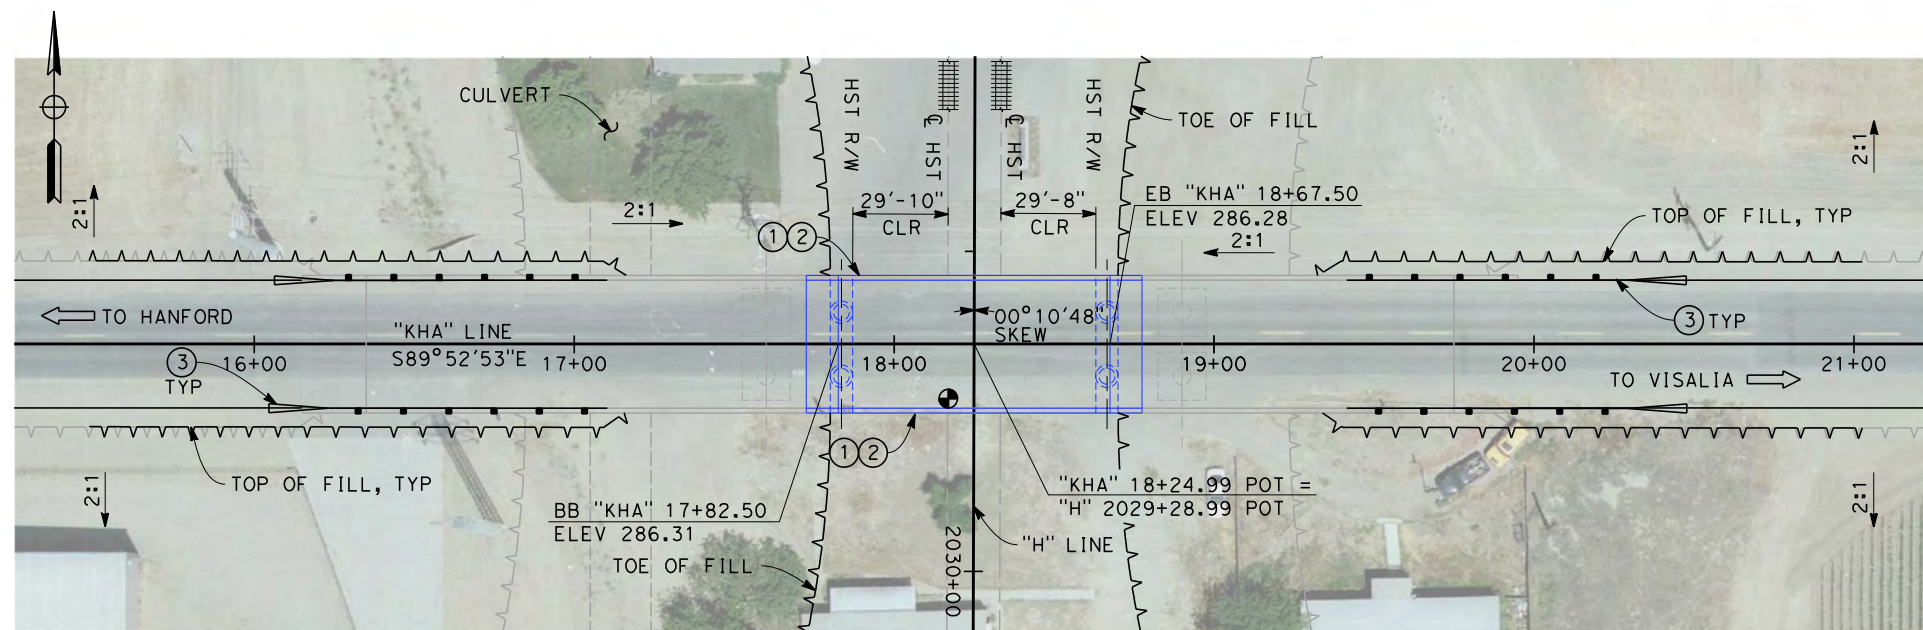 CULVERT
HST R/W
℄ HST
℄ HST
HST R/W
TOE OF FILL
2:1
2:1
2:1
29'-10"
CLR
29'-8"
CLR
EB "KHA" 18+67.50
ELEV 286.28
2:1
TOP OF FILL, TYP
1 2
TO HANFORD
"KHA" LINE
S89°52'53"E
00°10'48"
SKEW
3 TYP
3
TYP
16+00
17+00
18+00
19+00
20+00
21+00
TO VISALIA
1 2
2:1
TOP OF FILL, TYP
BB "KHA" 17+82.50
ELEV 286.31
TOE OF FILL
"KHA" 18+24.99 POT =
"H" 2029+28.99 POT
"H" LINE
2030+00
2:1